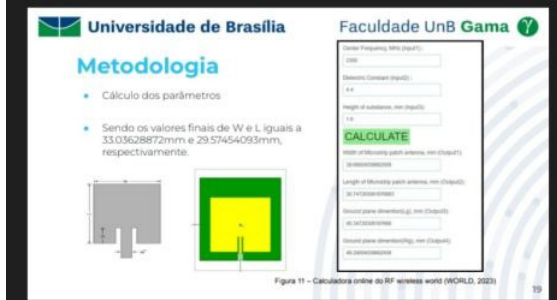 Universidade de Brasília
Faculdade UnB Gama
Metodologia
Cálculo dos parâmetros
Sendo os valores finais de W e L iguais a
33.03628872mm e 29.57454093mm,
respectivamente.
Center Frequency, MHz (Input1) :
Dielectric Constant (Input2) :
4.4
Height of substance, mm (Input3):
1.6
CALCULATE
Width of Microstrip patch antenna, mm (Output1):
Length of Microstrip patch antenna, mm (Output2):
Ground plane dimention(Lg), mm (Output3):
Ground plane dimention(Wg), mm (Output4):
Figura 11 – Calculadora online do RF wireless world (WORLD, 2023)
19